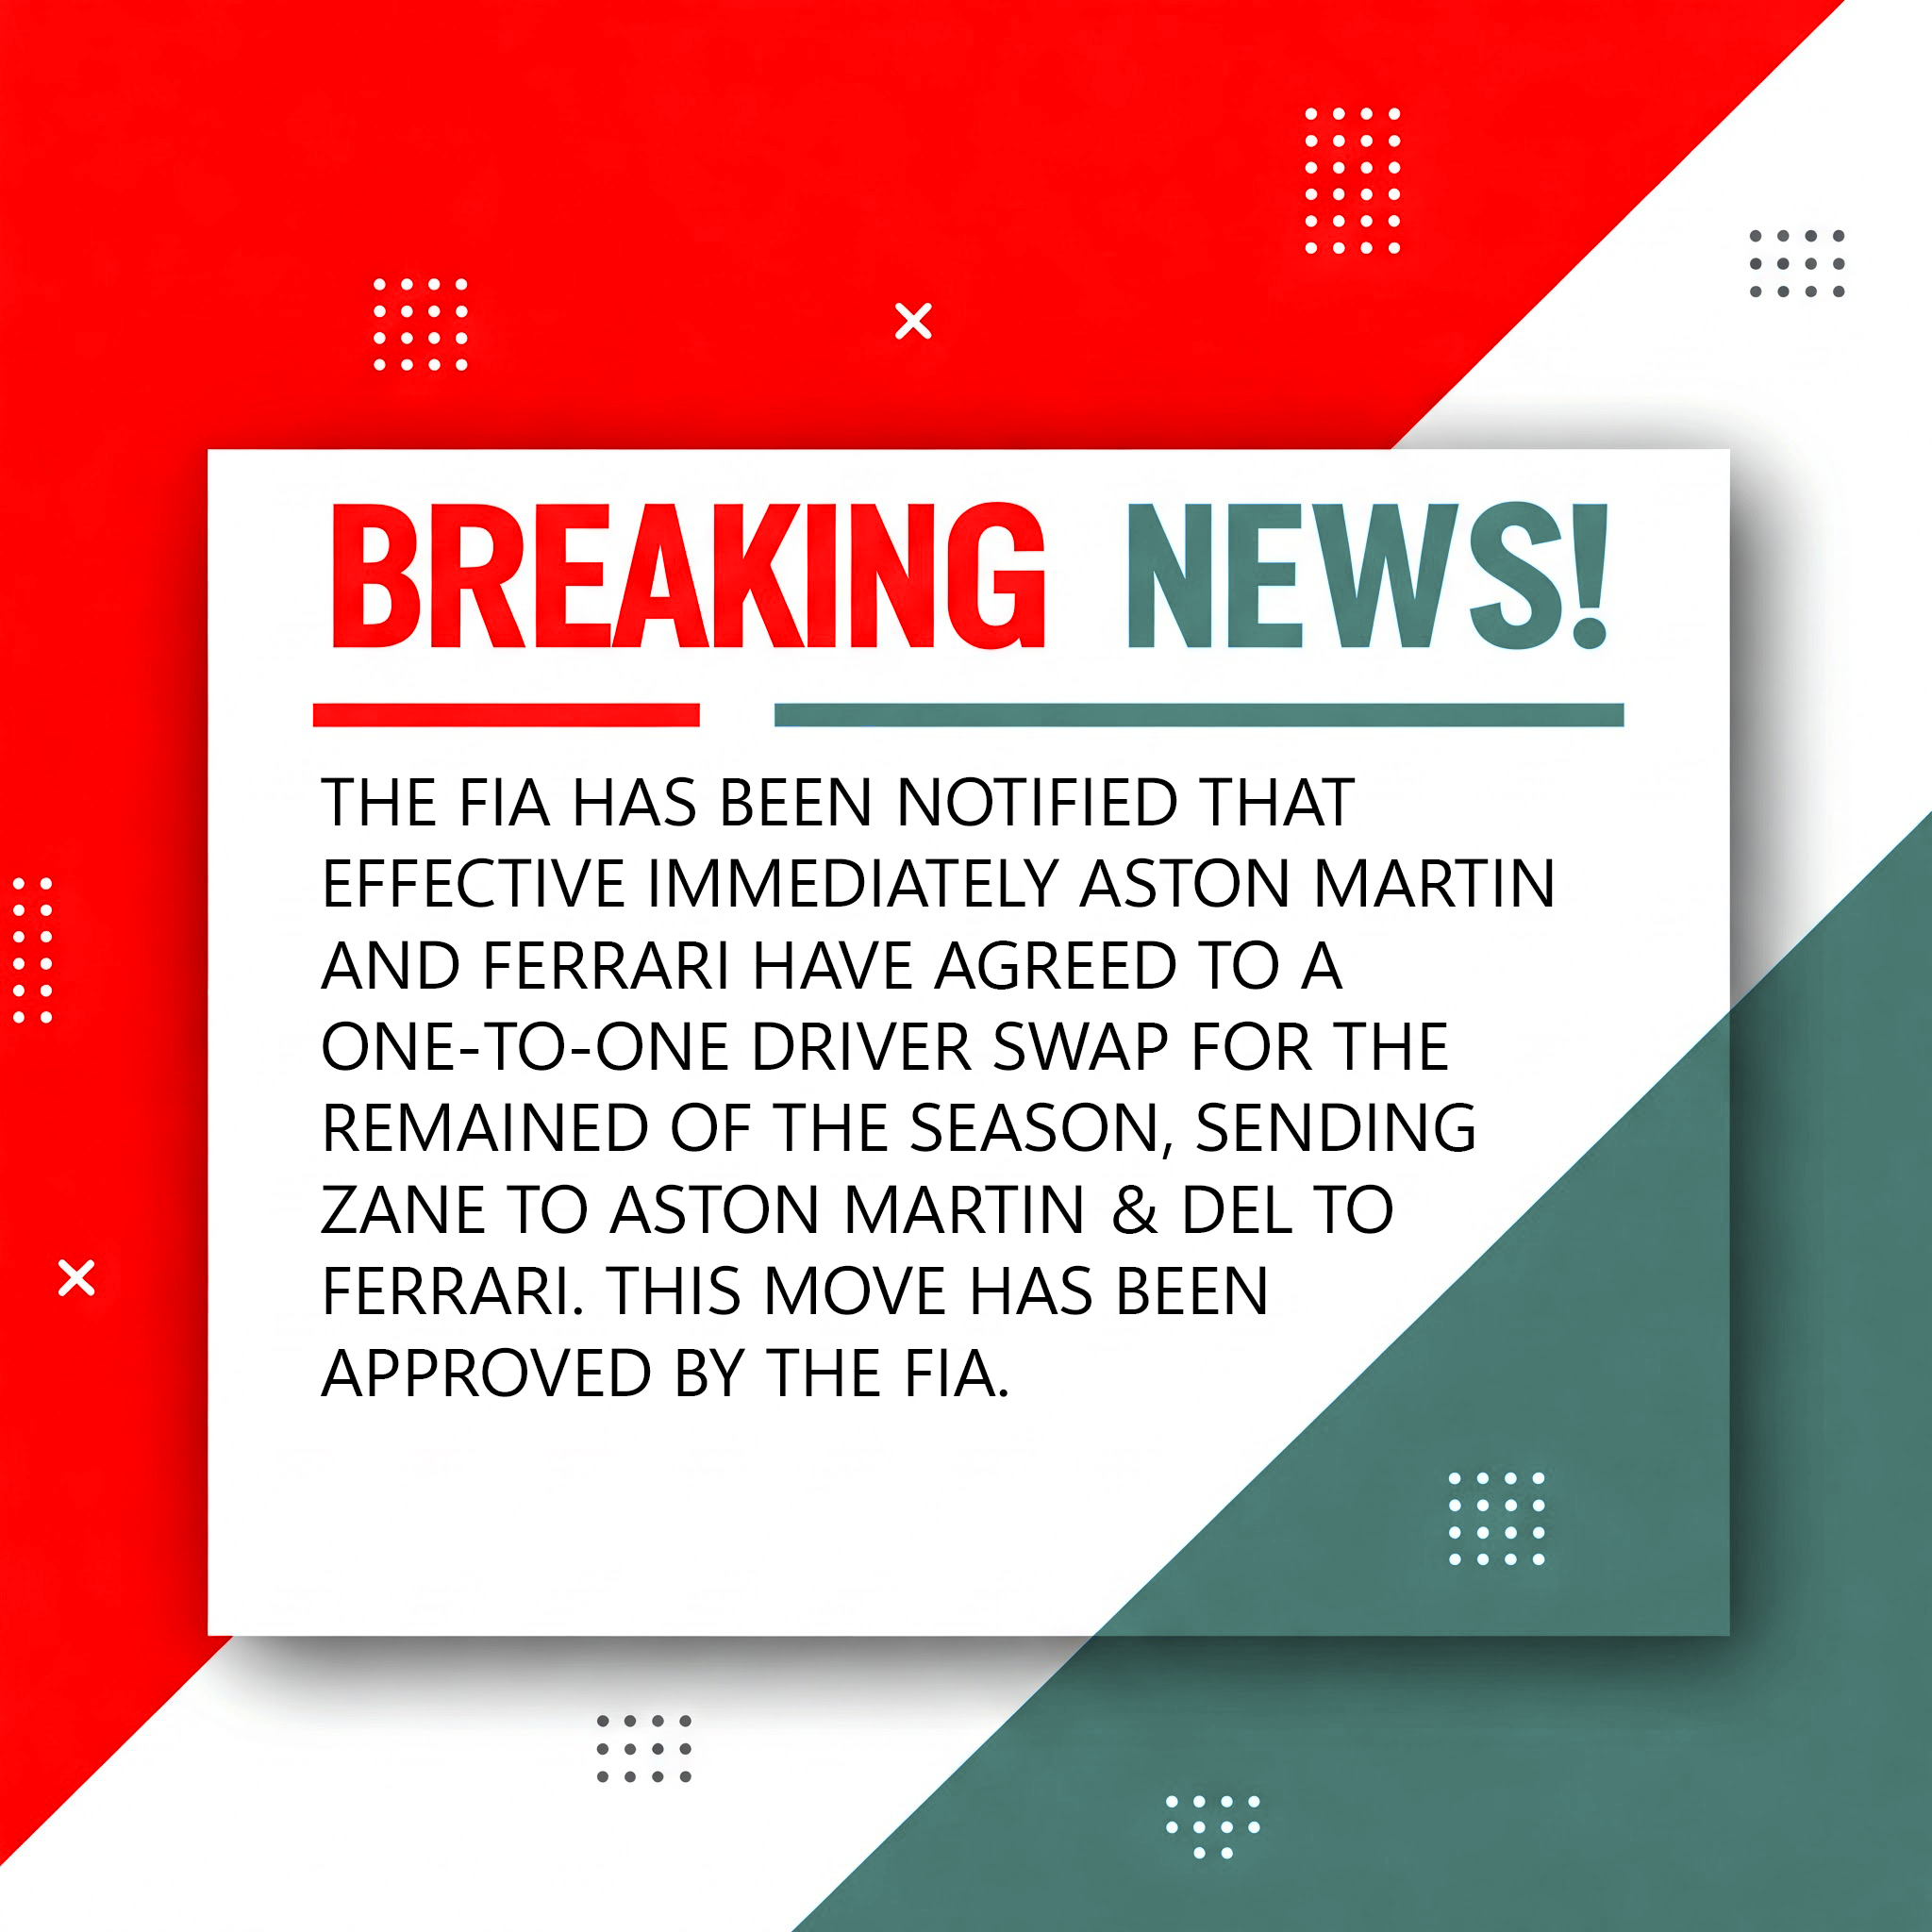 BREAKING NEWS!
THE FIA HAS BEEN NOTIFIED THAT
EFFECTIVE IMMEDIATELY ASTON MARTIN
AND FERRARI HAVE AGREED TO A
ONE-TO-ONE DRIVER SWAP FOR THE
REMAINED OF THE SEASON, SENDING
ZANE TO ASTON MARTIN & DEL TO
FERRARI. THIS MOVE HAS BEEN
APPROVED BY THE FIA.